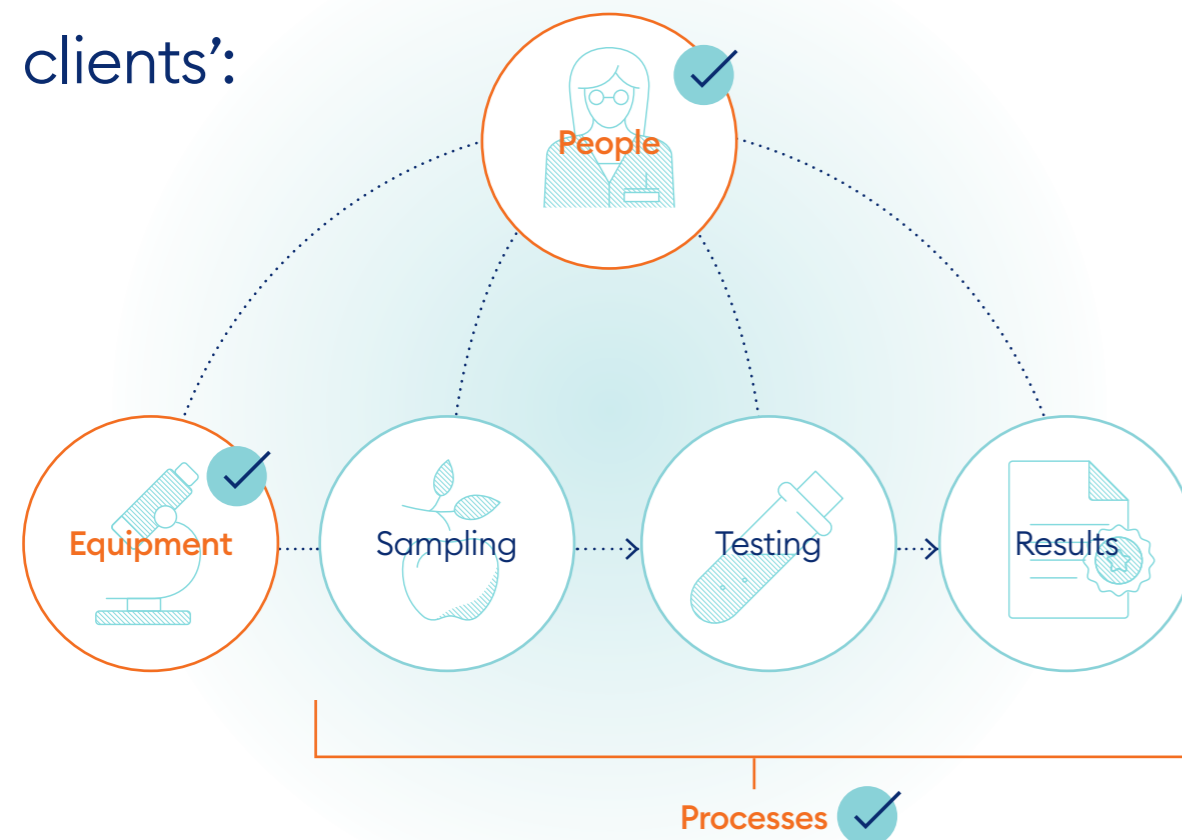 clients’:
People
Equipment
Sampling
Testing
Results
Processes